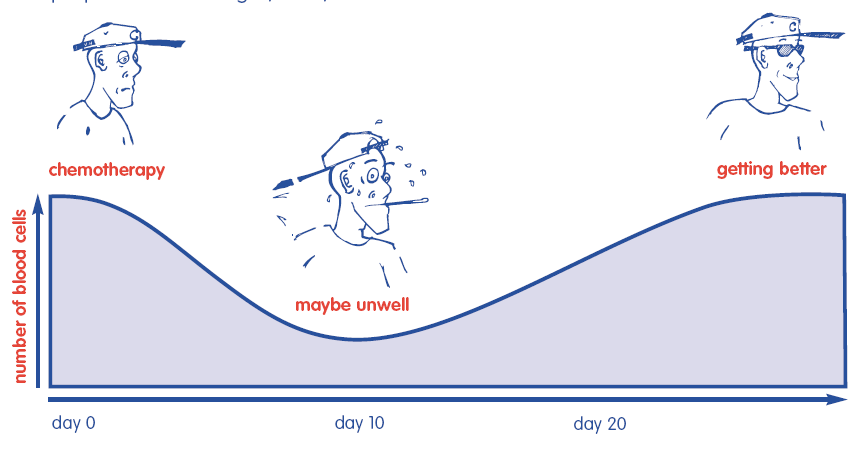 chemotherapy
getting better
maybe unwell
number of blood cells
day 0
day 10
day 20